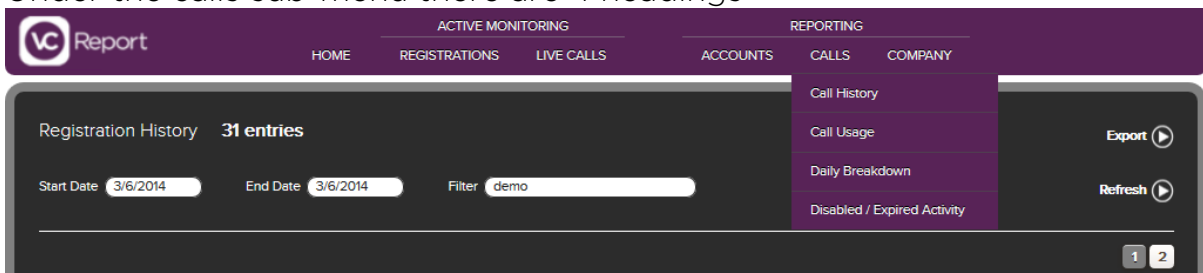 Under the calls sub-menu there are 4 headings
VC Report
ACTIVE MONITORING REPORTING
HOME REGISTRATIONS LIVE CALLS ACCOUNTS CALLS COMPANY
Call History
Registration History 31 entries Call Usage Export
Daily Breakdown
Start Date 3/6/2014 End Date 3/6/2014 Filter demo Refresh
Disabled / Expired Activity
1 2